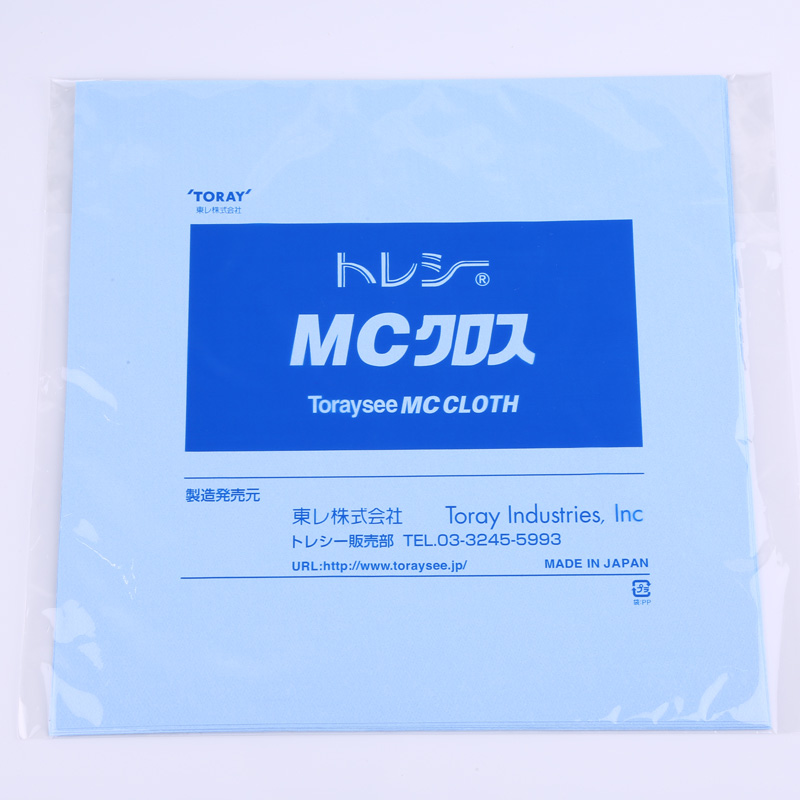 'TORAY'
東レ株式会社
トレシー®
MCクロス
Toraysee MC CLOTH
製造発売元
東レ株式会社 Toray Industries, Inc
トレシー販売部 TEL.03-3245-5993
URL:http://www.toraysee.jp/ MADE IN JAPAN
プラ
袋:PP